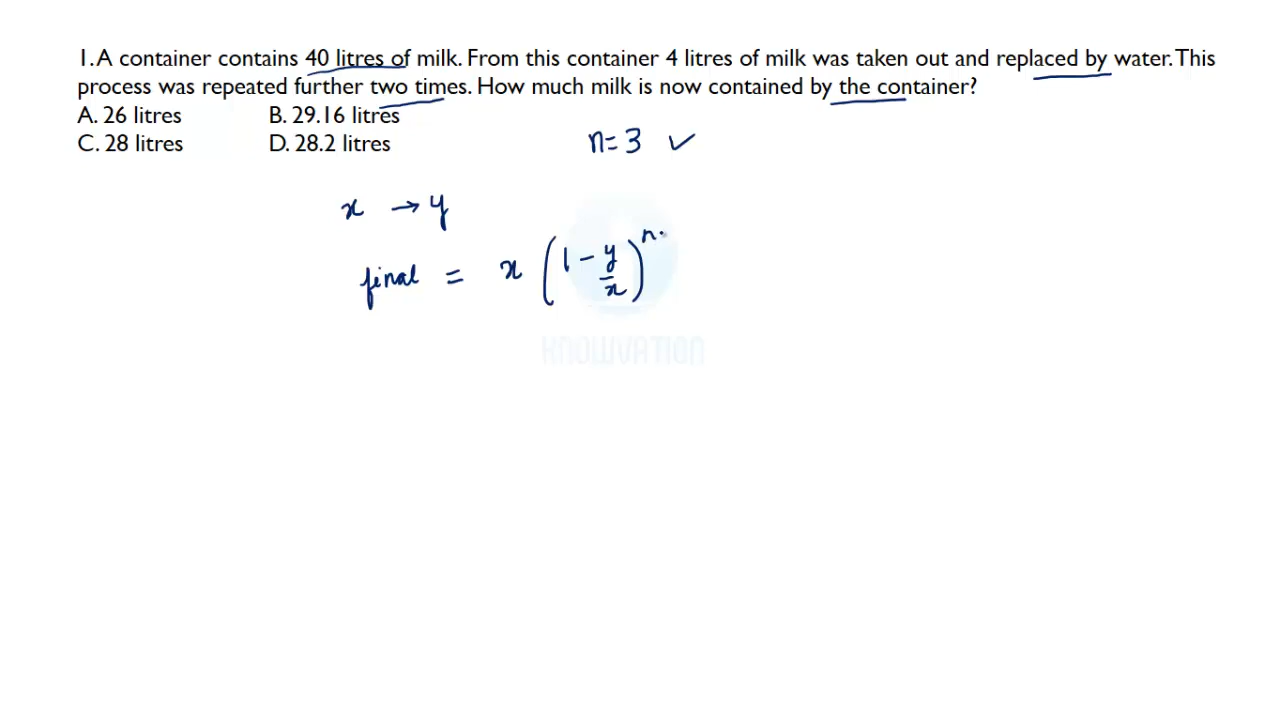 1. A container contains 40 litres of milk. From this container 4 litres of milk was taken out and replaced by water. This
process was repeated further two times. How much milk is now contained by the container?
A. 26 litres B. 29.16 litres
C. 28 litres D. 28.2 litres
n=3 ✓
x → y
final = x (1 - y/x)^n.
KNOWVATION